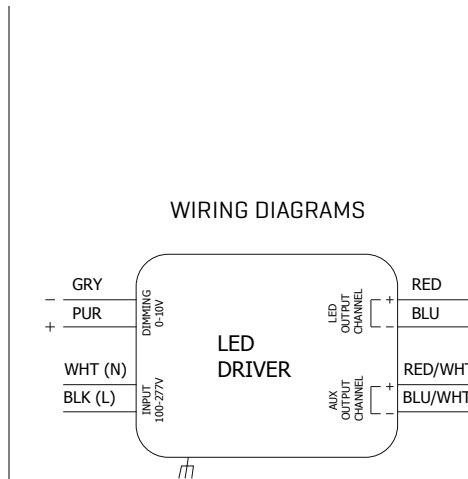 WIRING DIAGRAMS
− GRY
+ PUR
DIMMING
0-10V
WHT (N)
BLK (L)
INPUT
100-277V
LED
DRIVER
LED
OUTPUT
CHANNEL
+ RED
− BLU
AUX
OUTPUT
CHANNEL
+ RED/WHT
− BLU/WHT